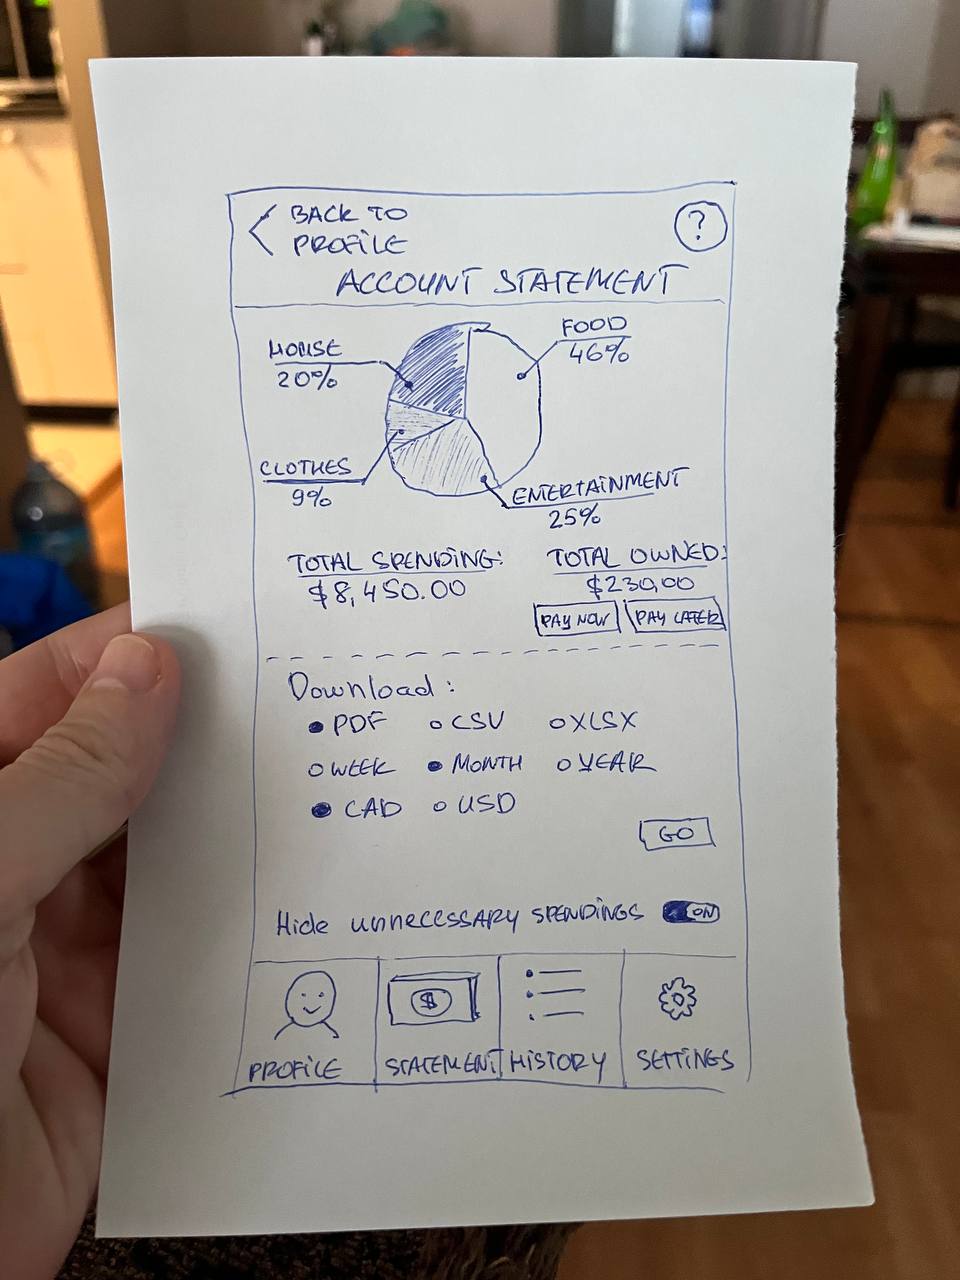 BACK TO
PROFILE
?
ACCOUNT STATEMENT
HOUSE
20%
FOOD
46%
CLOTHES
9%
ENTERTAINMENT
25%
TOTAL SPENDING:
$8,450.00
TOTAL OWNED:
$230,00
PAY NOW
PAY LATER
Download:
PDF CSV XLSX
WEEK MONTH YEAR
CAD USD
GO
Hide unnecessary spendings ON
$
PROFILE STATEMENT HISTORY SETTINGS